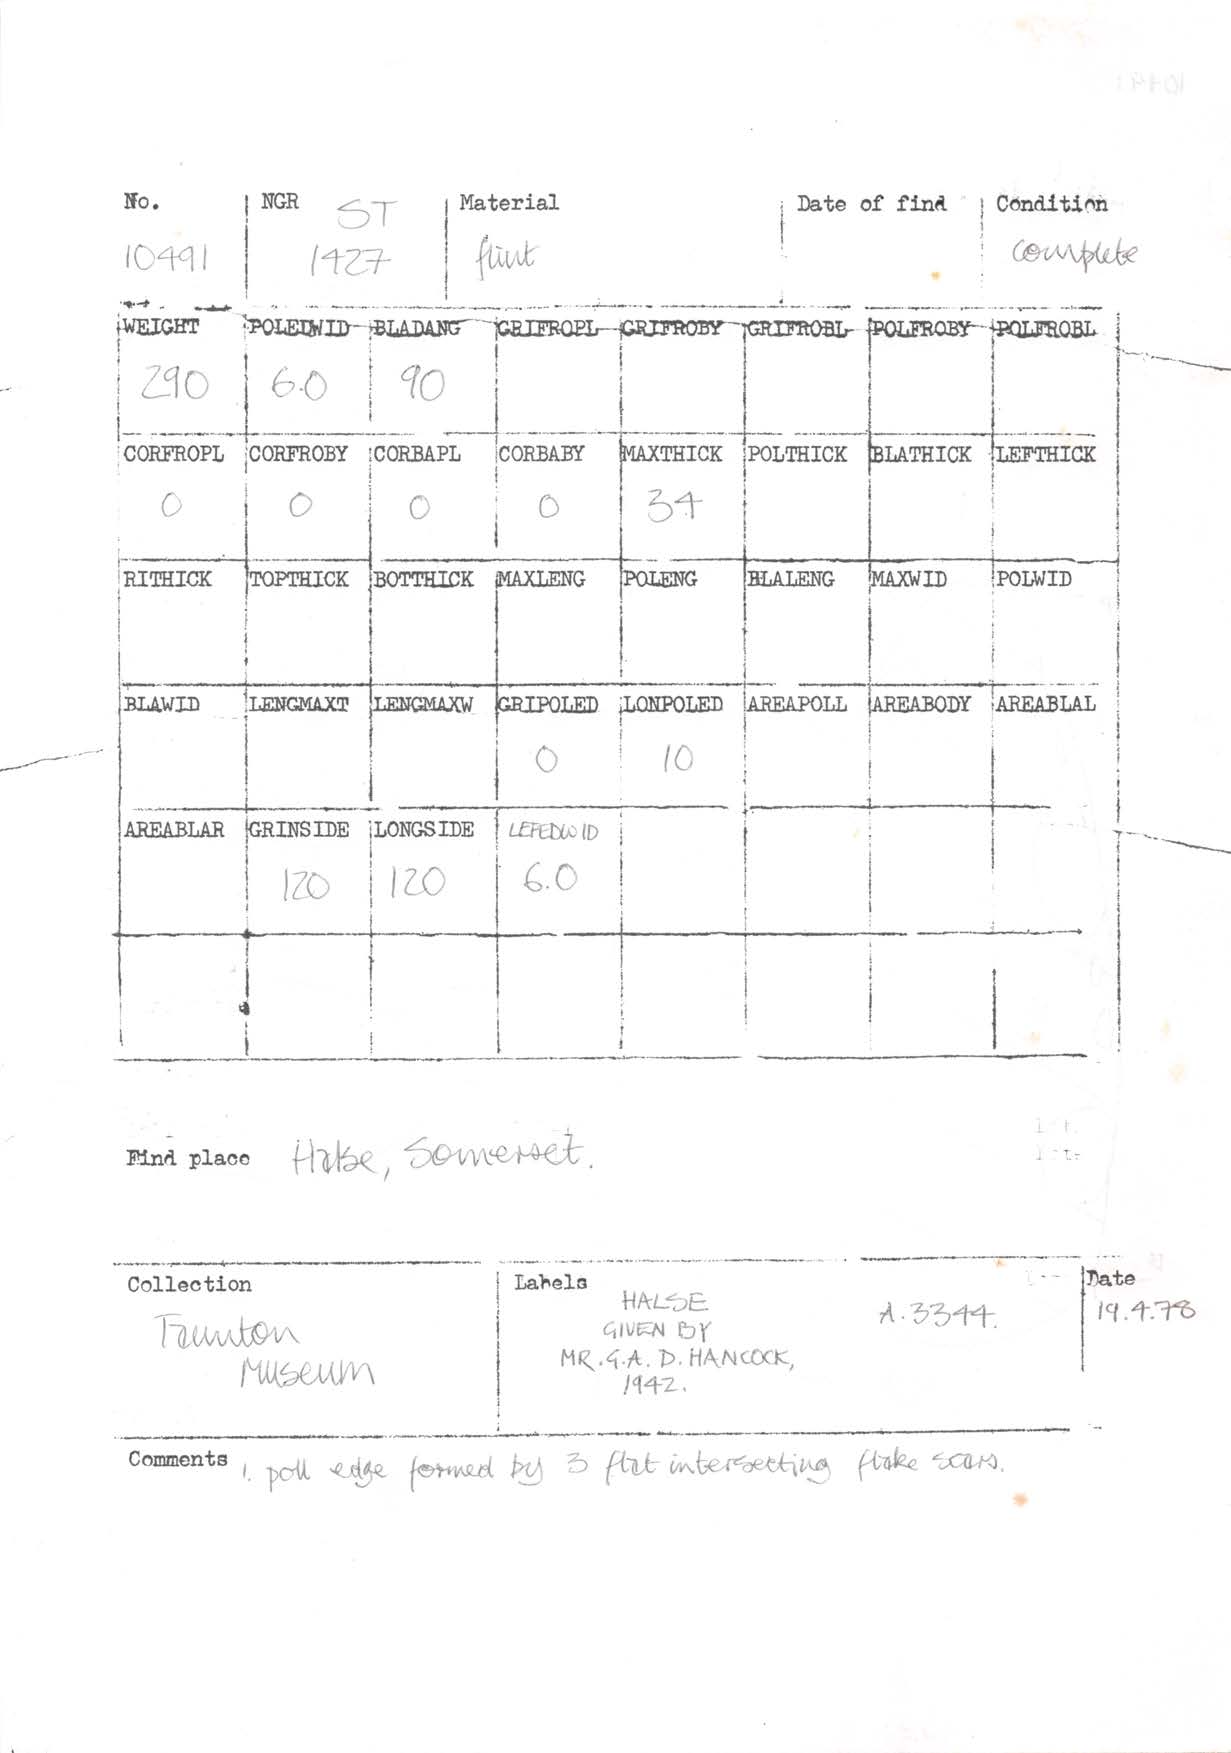 No. NGR ST Material Date of find Condition
10491 1427 flint complete
WEIGHT POLEDWID BLADANG GRIFROPL GRIFROBY GRIFROBL POLFROBY POLFROBL
290 6.0 90
CORFROPL CORFROBY CORBAPL CORBABY MAXTHICK POLTHICK BLATHICK LEFTHICK
0 0 0 0 34
RITHICK TOPTHICK BOTTHICK MAXLENG POLENG BLALENG MAXWID POLWID
BLAWID LENGMAXT LENGMAXW GRIPOLED LONPOLED AREAPOLL AREABODY AREABLAL
0 10
AREABLAR GRINSIDE LONGSIDE LEFEDWID
120 120 6.0
Find place Halse, Somerset.
Collection Labels Date
Taunton
Museum
HALSE
GIVEN BY
MR. G.A. D. HANCOCK,
1942.
A.3344.
19.4.78
Comments 1. poll edge formed by 3 flat intersecting flake scars.